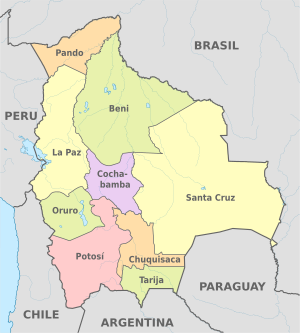 BRASIL
Pando
Beni
PERU
La Paz
Cocha-
bamba
Santa Cruz
Oruro
Potosí
Chuquisaca
Tarija
PARAGUAY
CHILE
ARGENTINA